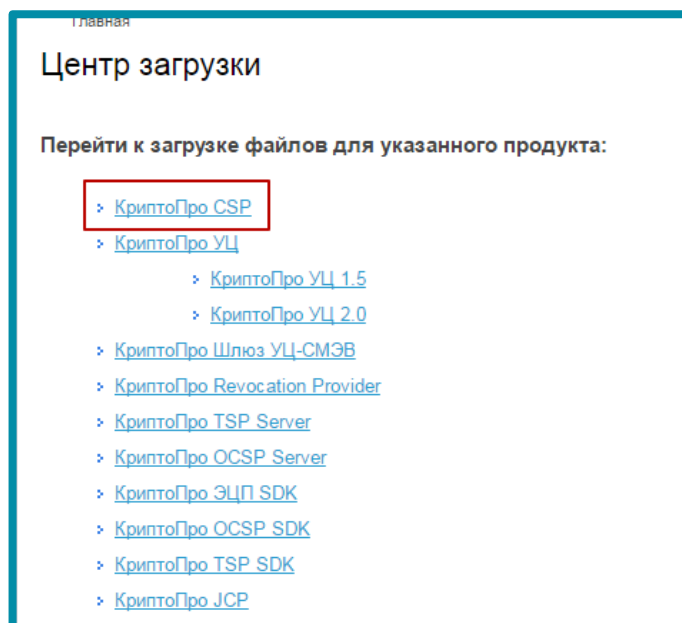 Главная
Центр загрузки
Перейти к загрузке файлов для указанного продукта:
КриптоПро CSP
КриптоПро УЦ
КриптоПро УЦ 1.5
КриптоПро УЦ 2.0
КриптоПро Шлюз УЦ-СМЭВ
КриптоПро Revocation Provider
КриптоПро TSP Server
КриптоПро OCSP Server
КриптоПро ЭЦП SDK
КриптоПро OCSP SDK
КриптоПро TSP SDK
КриптоПро JCP